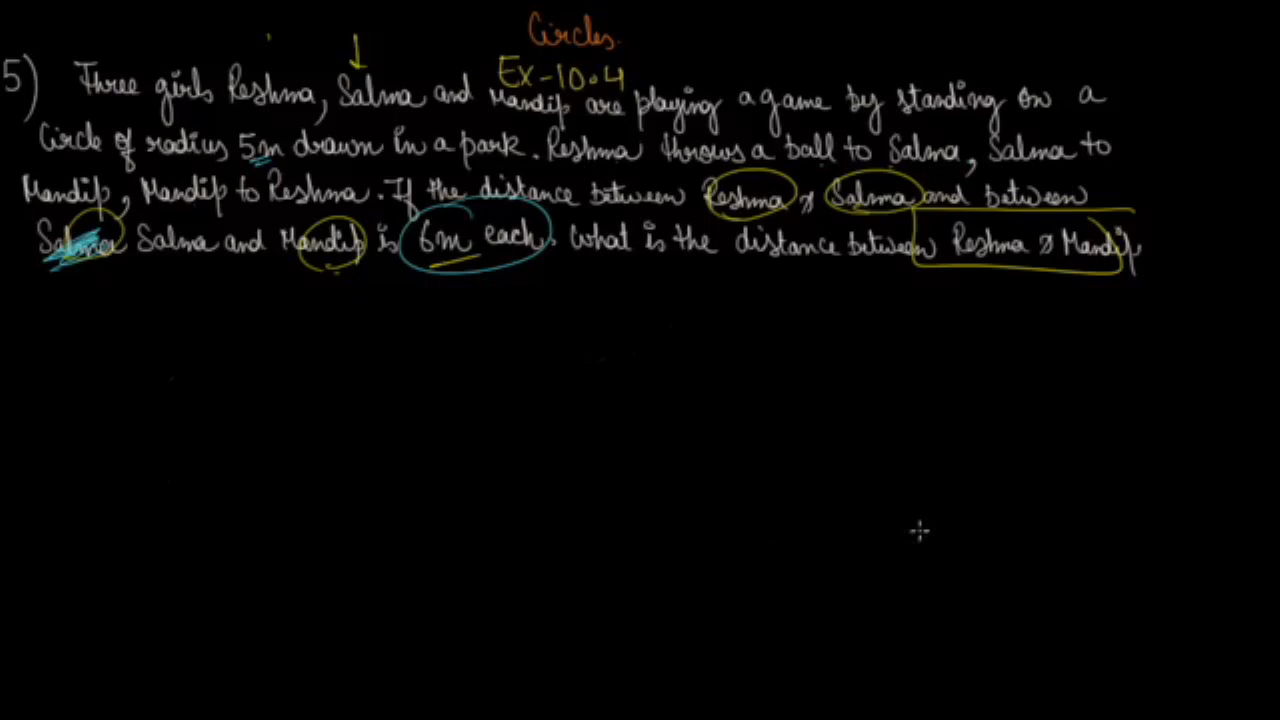 Circles.
Ex-10.4
5) Three girls Reshma, Salma and Mandip are playing a game by standing on a
Circle of radius 5m drawn in a park. Reshma throws a ball to Salma, Salma to
Mandip, Mandip to Reshma. If the distance between Reshma & Salma and between
Salma Salma and Mandip is 6m each. What is the distance between Reshma & Mandip